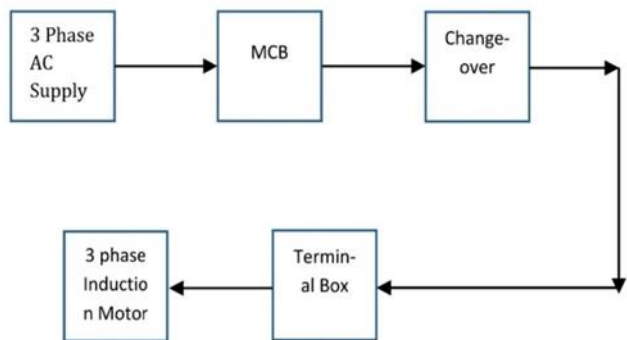 3 Phase
AC
Supply
MCB
Change-
over
3 phase
Inductio
n Motor
Termin-
al Box